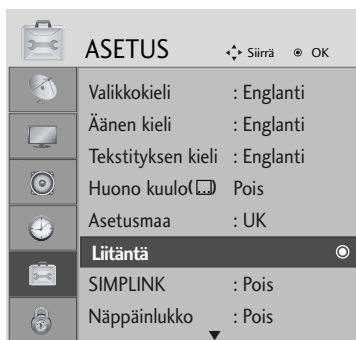 ASETUS Siirrä OK
Valikkokieli : Englanti
Äänen kieli : Englanti
Tekstityksen kieli : Englanti
Huono kuulo( ) Pois
Asetusmaa : UK
Liitäntä
SIMPLINK : Pois
Näppäinlukko : Pois